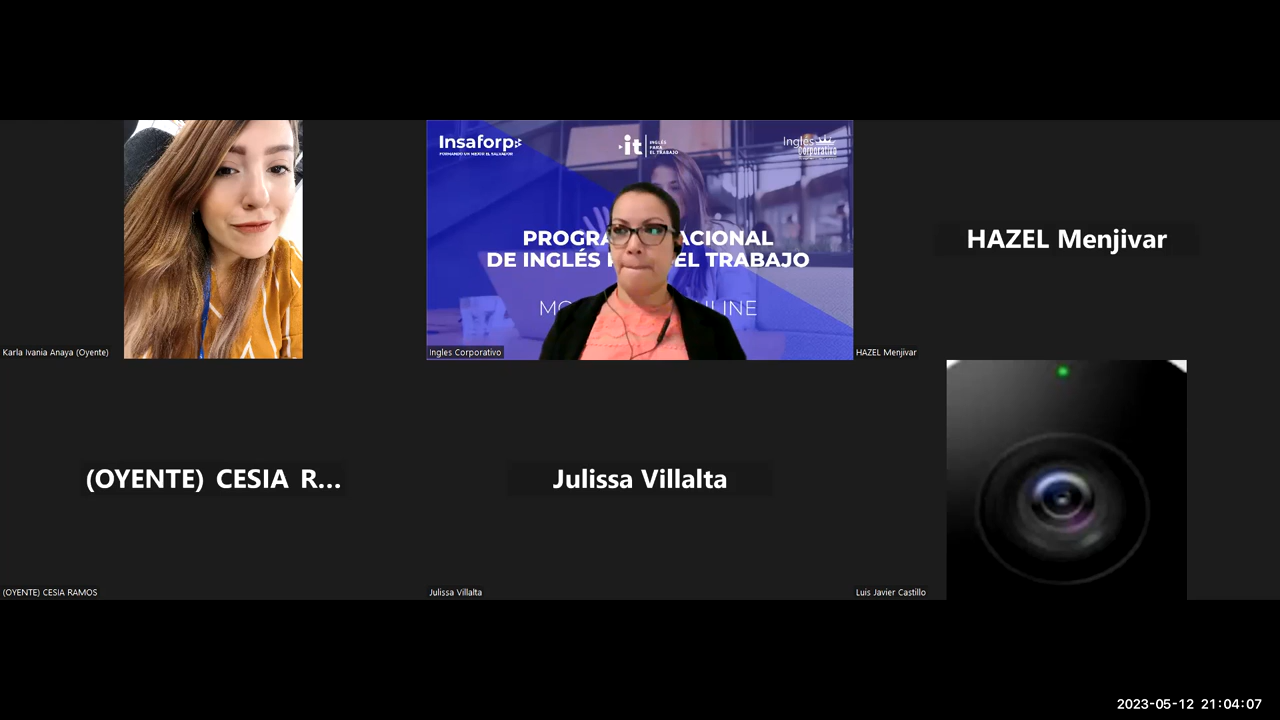 Insaforp
FORMANDO UN MEJOR EL SALVADOR
it
INGLÉS
PARA
EL TRABAJO
Inglés
corporativo
PROGRA ACIONAL
DE INGLÉS EL TRABAJO
MO LINE
Karla Ivania Anaya (Oyente)
Ingles Corporativo
HAZEL Menjivar
HAZEL Menjivar
(OYENTE) CESIA R...
Julissa Villalta
(OYENTE) CESIA RAMOS
Julissa Villalta
Luis Javier Castillo
2023-05-12 21:04:07